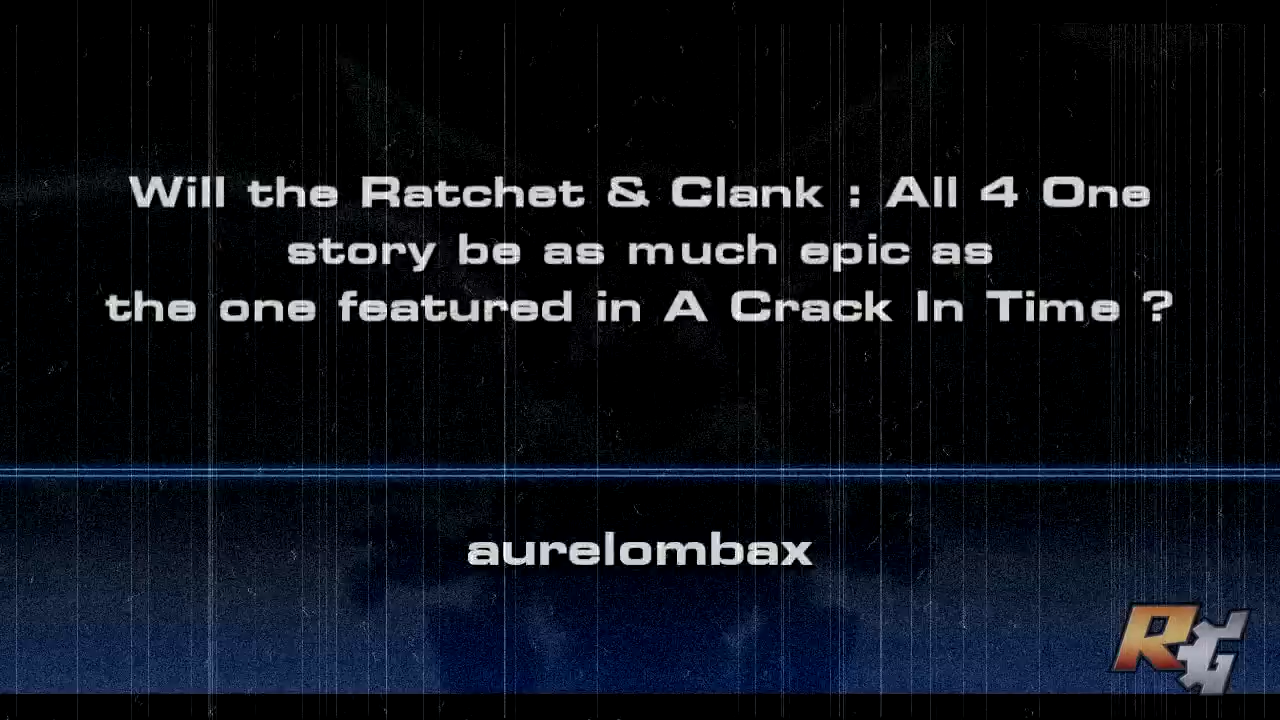 Will the Ratchet & Clank : All 4 One
story be as much epic as
the one featured in A Crack In Time ?
aurelombax
RG